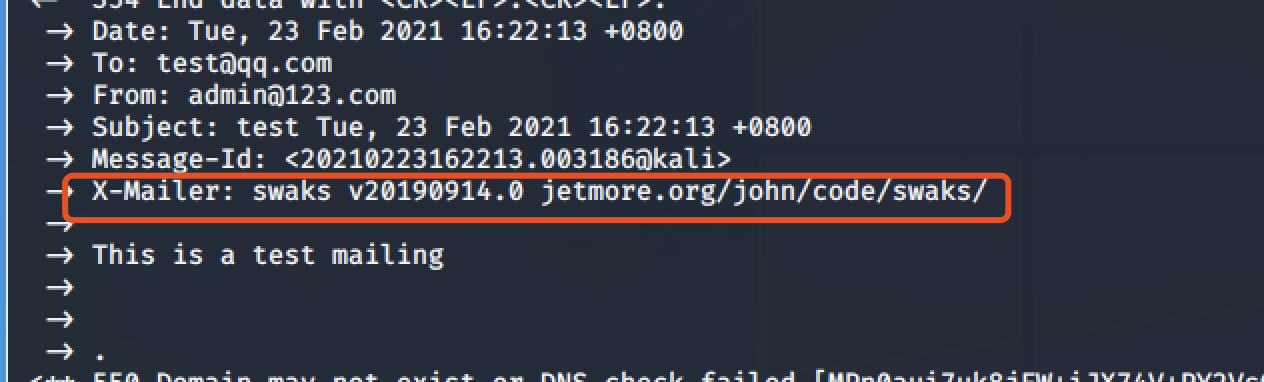 ← 354 End data with <CR><LF>.<CR><LF>.
→ Date: Tue, 23 Feb 2021 16:22:13 +0800
→ To: test@qq.com
→ From: admin@123.com
→ Subject: test Tue, 23 Feb 2021 16:22:13 +0800
→ Message-Id: <20210223162213.003186@kali>
→ X-Mailer: swaks v20190914.0 jetmore.org/john/code/swaks/
→
→ This is a test mailing
→
→
→ .
<** 550 Domain may not exist or DNS check failed